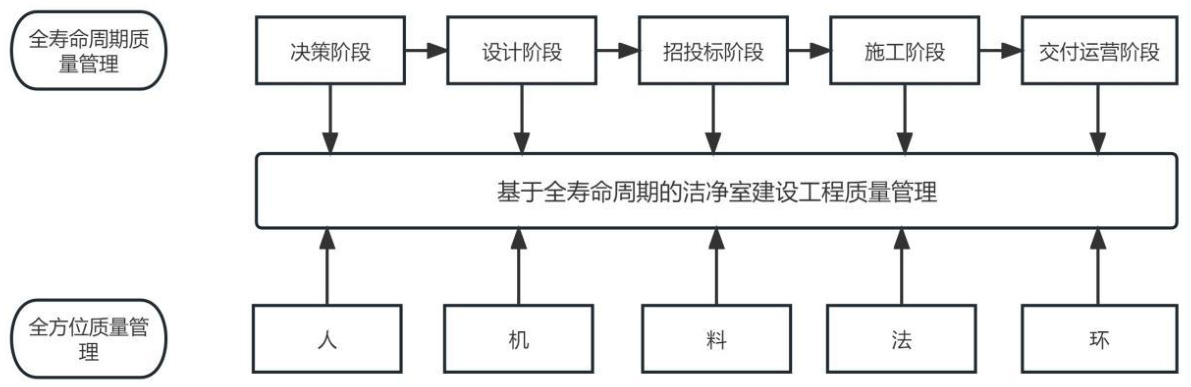 全寿命周期质
量管理
决策阶段
设计阶段
招投标阶段
施工阶段
交付运营阶段
基于全寿命周期的洁净室建设工程质量管理
全方位质量管
理
人
机
料
法
环